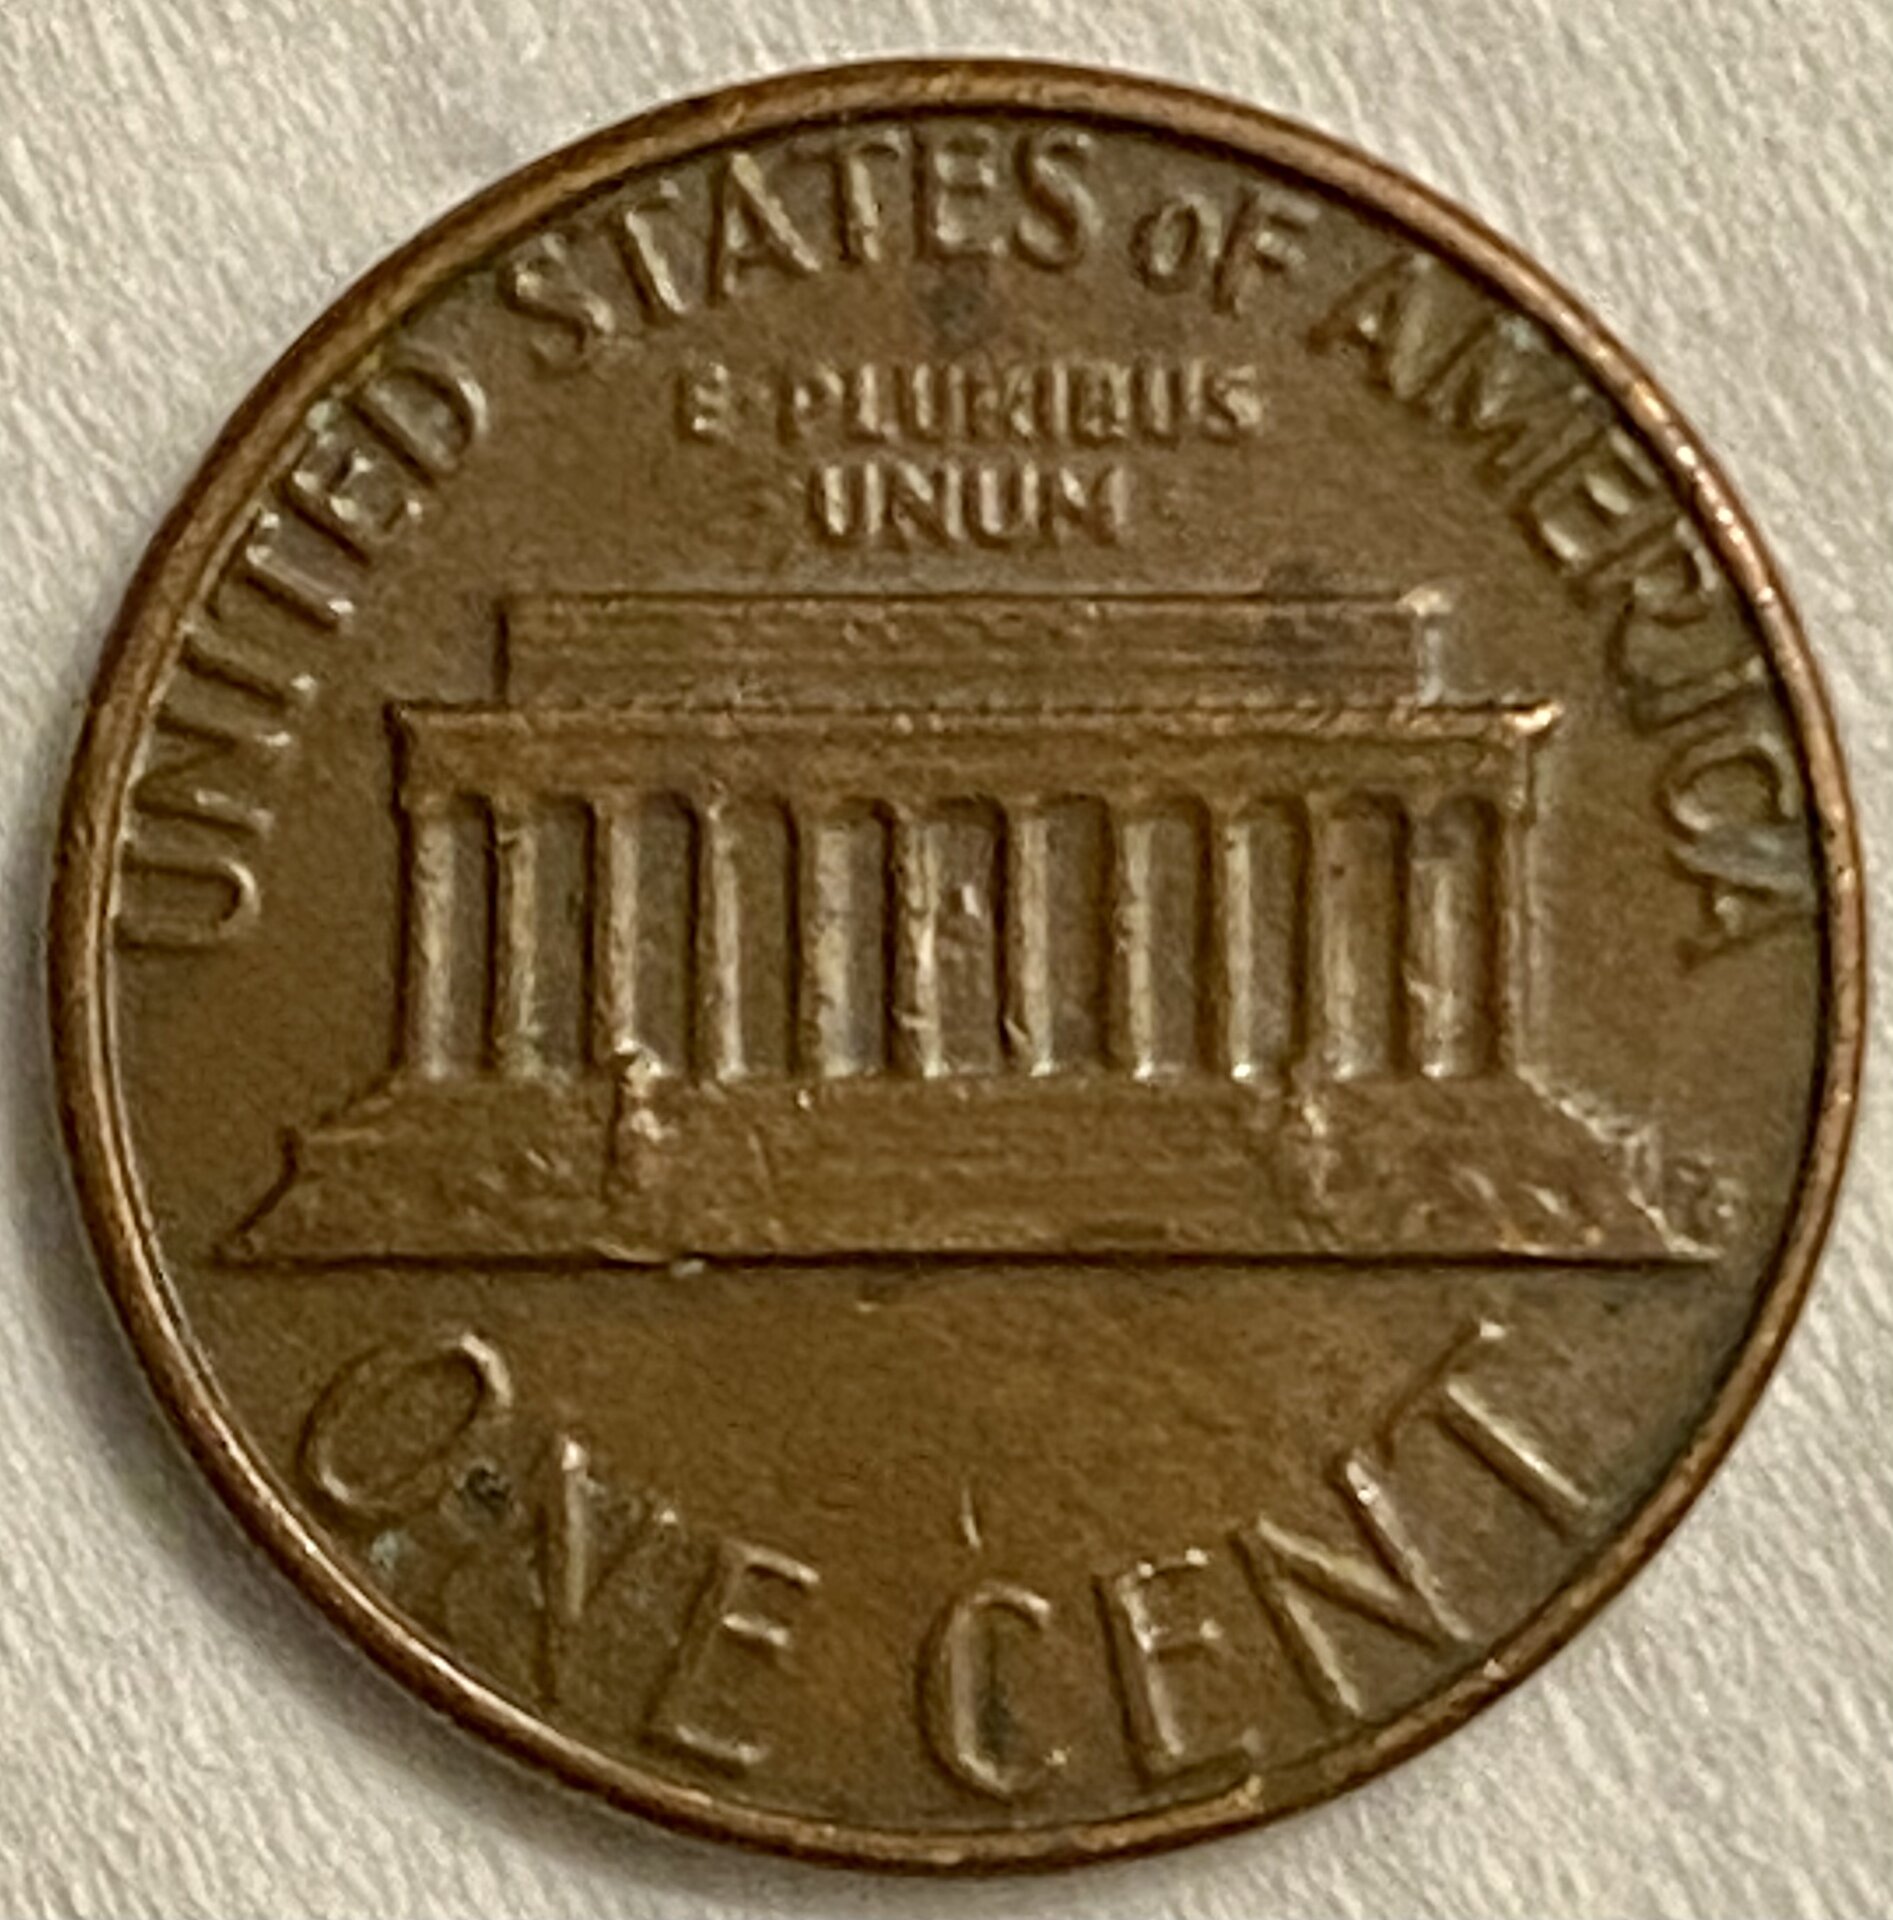 UNITED STATES OF AMERICA
E PLURIBUS
UNUM
ONE CENT